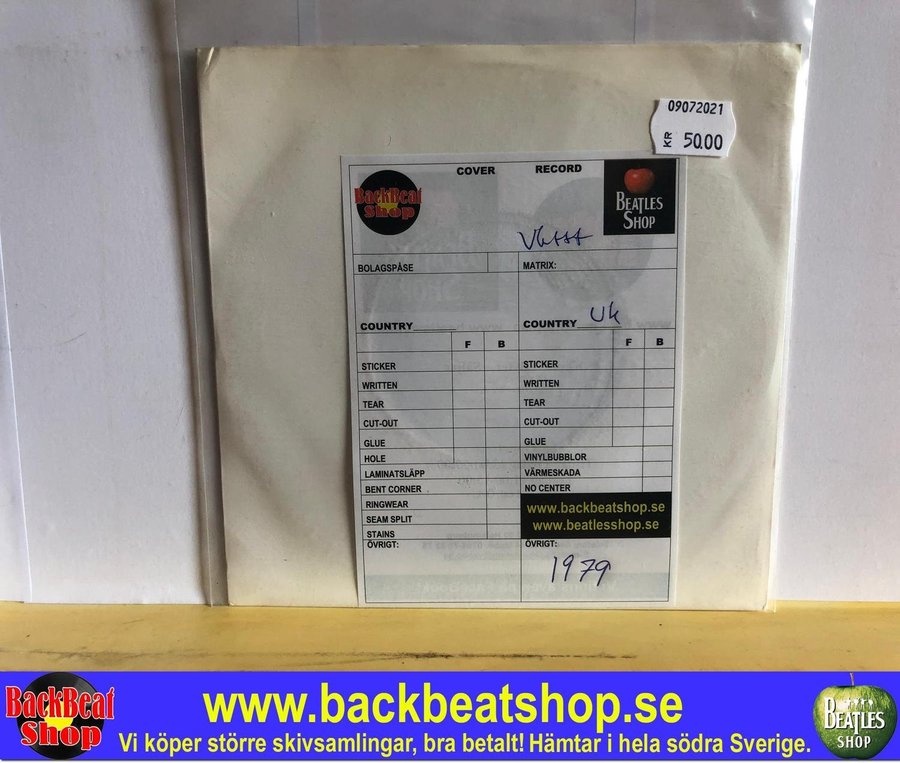 09072021
KR 50.00
COVER RECORD
BackBeat
Shop
BEATLES
SHOP
BOLAGSPÅSE MATRIX:
UK
COUNTRY______ COUNTRY______
F B F B
STICKER STICKER
WRITTEN WRITTEN
TEAR TEAR
CUT-OUT CUT-OUT
GLUE GLUE
HOLE VINYLBUBBLOR
LAMINATSLÄPP VÄRMESKADA
BENT CORNER NO CENTER
RINGWEAR
SEAM SPLIT
STAINS
www.backbeatshop.se
www.beatlesshop.se
ÖVRIGT: ÖVRIGT:
1979
BackBeat
Shop
www.backbeatshop.se
Vi köper större skivsamlingar, bra betalt! Hämtar i hela södra Sverige.
BEATLES
SHOP